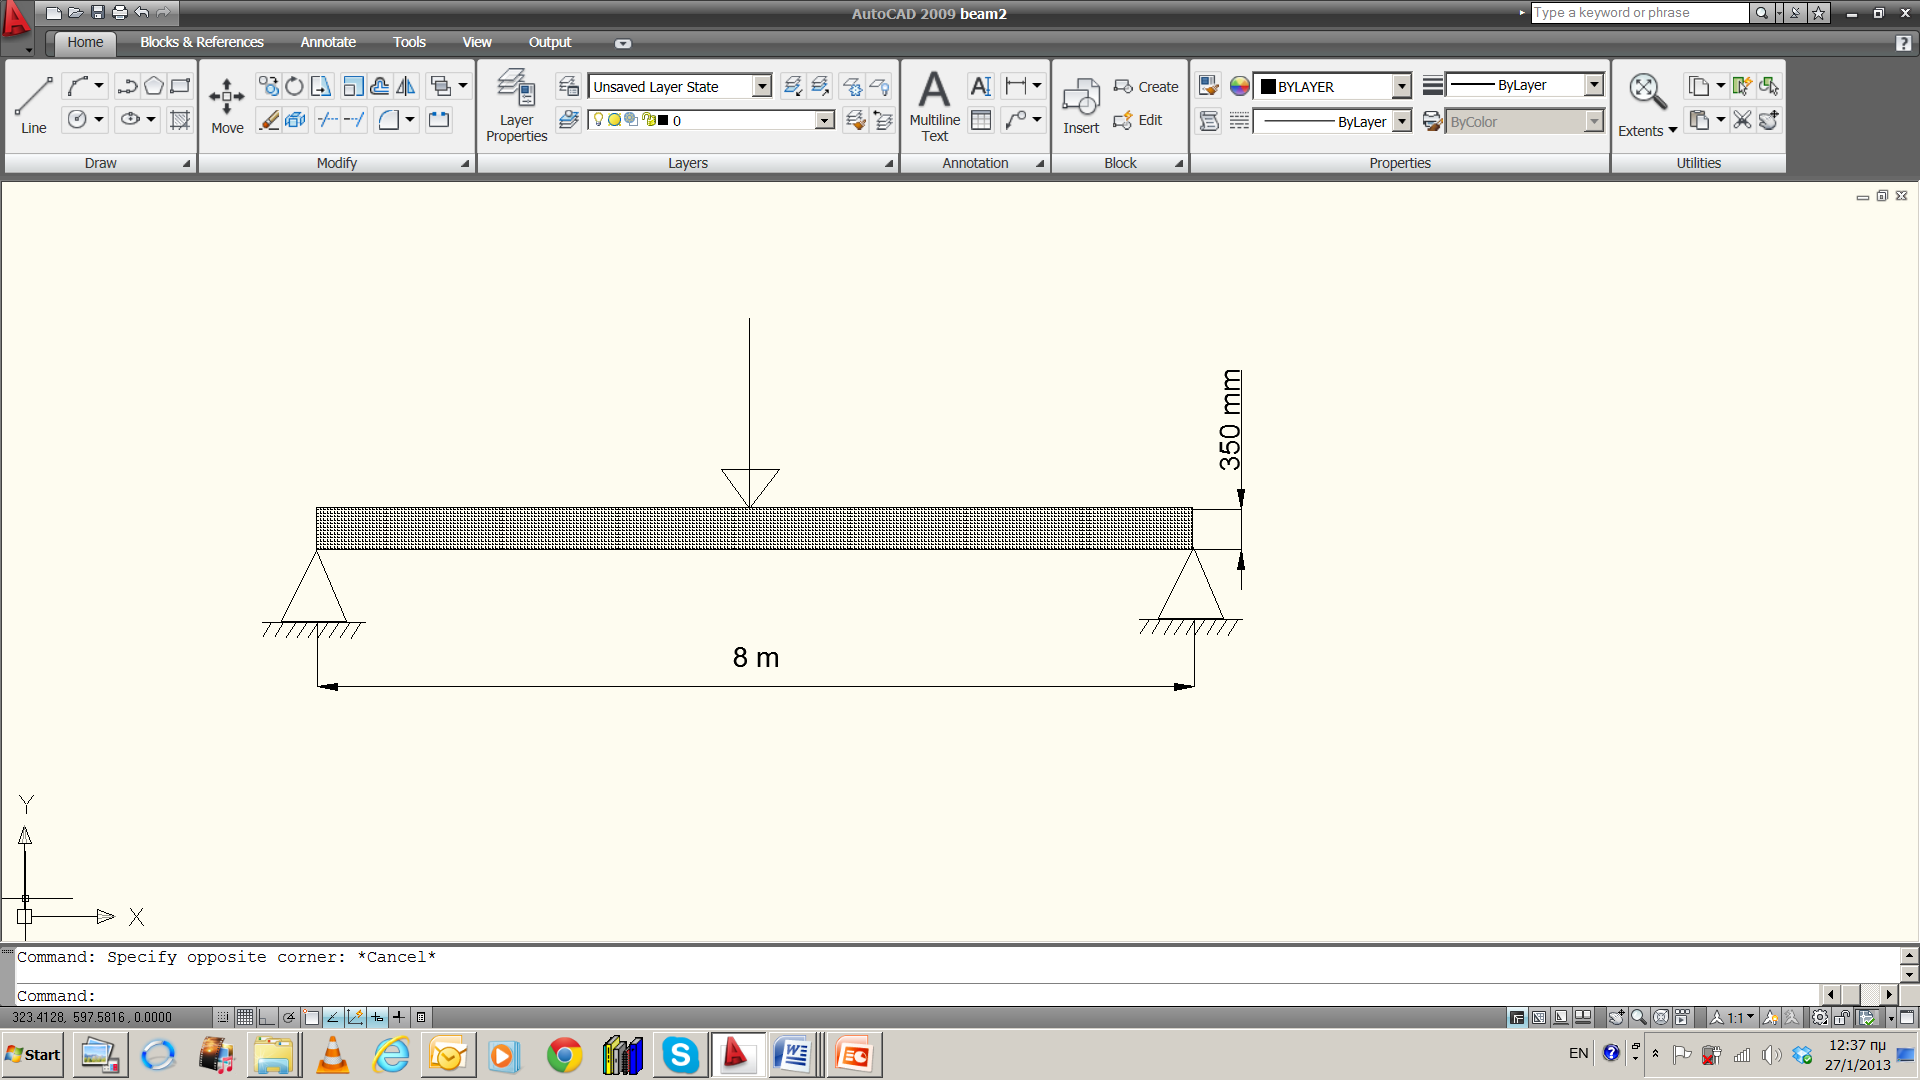 AutoCAD 2009 beam2
Type a keyword or phrase
Home Blocks & References Annotate Tools View Output
Line
Move
Layer Properties
Unsaved Layer State
0
Multiline Text
Insert
Create
Edit
BYLAYER
ByLayer
ByLayer
ByColor
Extents
Draw Modify Layers Annotation Block Properties Utilities
350 mm
8 m
Y
X
Command: Specify opposite corner: *Cancel*
Command:
323.4128, 597.5816, 0.0000
1:1
Start
EN
12:37 πμ
27/1/2013